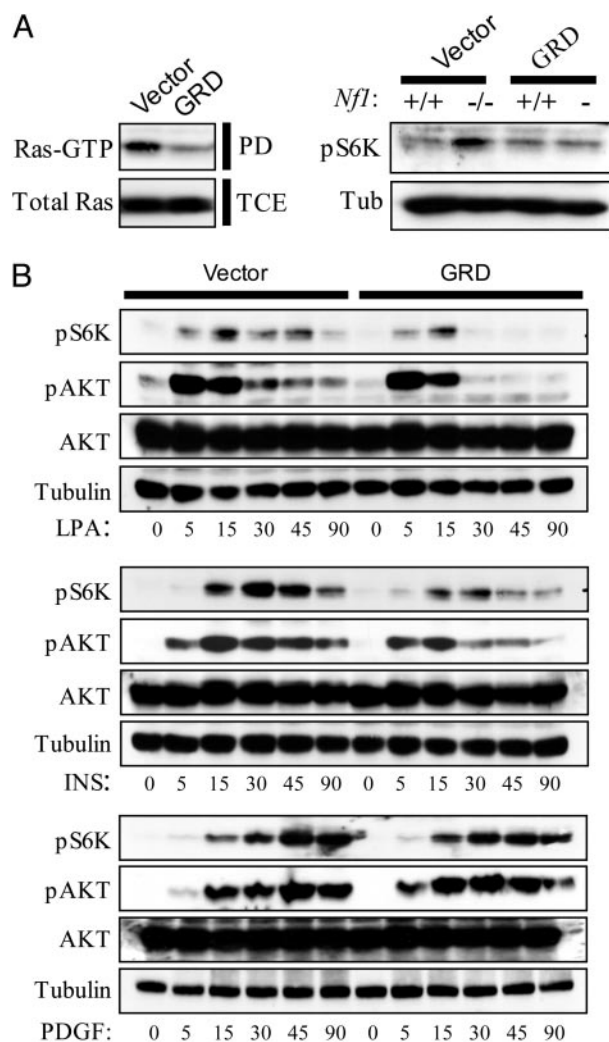 A
Vector
GRD
Ras-GTP
PD
Total Ras
TCE
Vector
GRD
Nf1: +/+ -/- +/+ -
pS6K
Tub
B
Vector GRD
pS6K
pAKT
AKT
Tubulin
LPA: 0 5 15 30 45 90 0 5 15 30 45 90
pS6K
pAKT
AKT
Tubulin
INS: 0 5 15 30 45 90 0 5 15 30 45 90
pS6K
pAKT
AKT
Tubulin
PDGF: 0 5 15 30 45 90 0 5 15 30 45 90